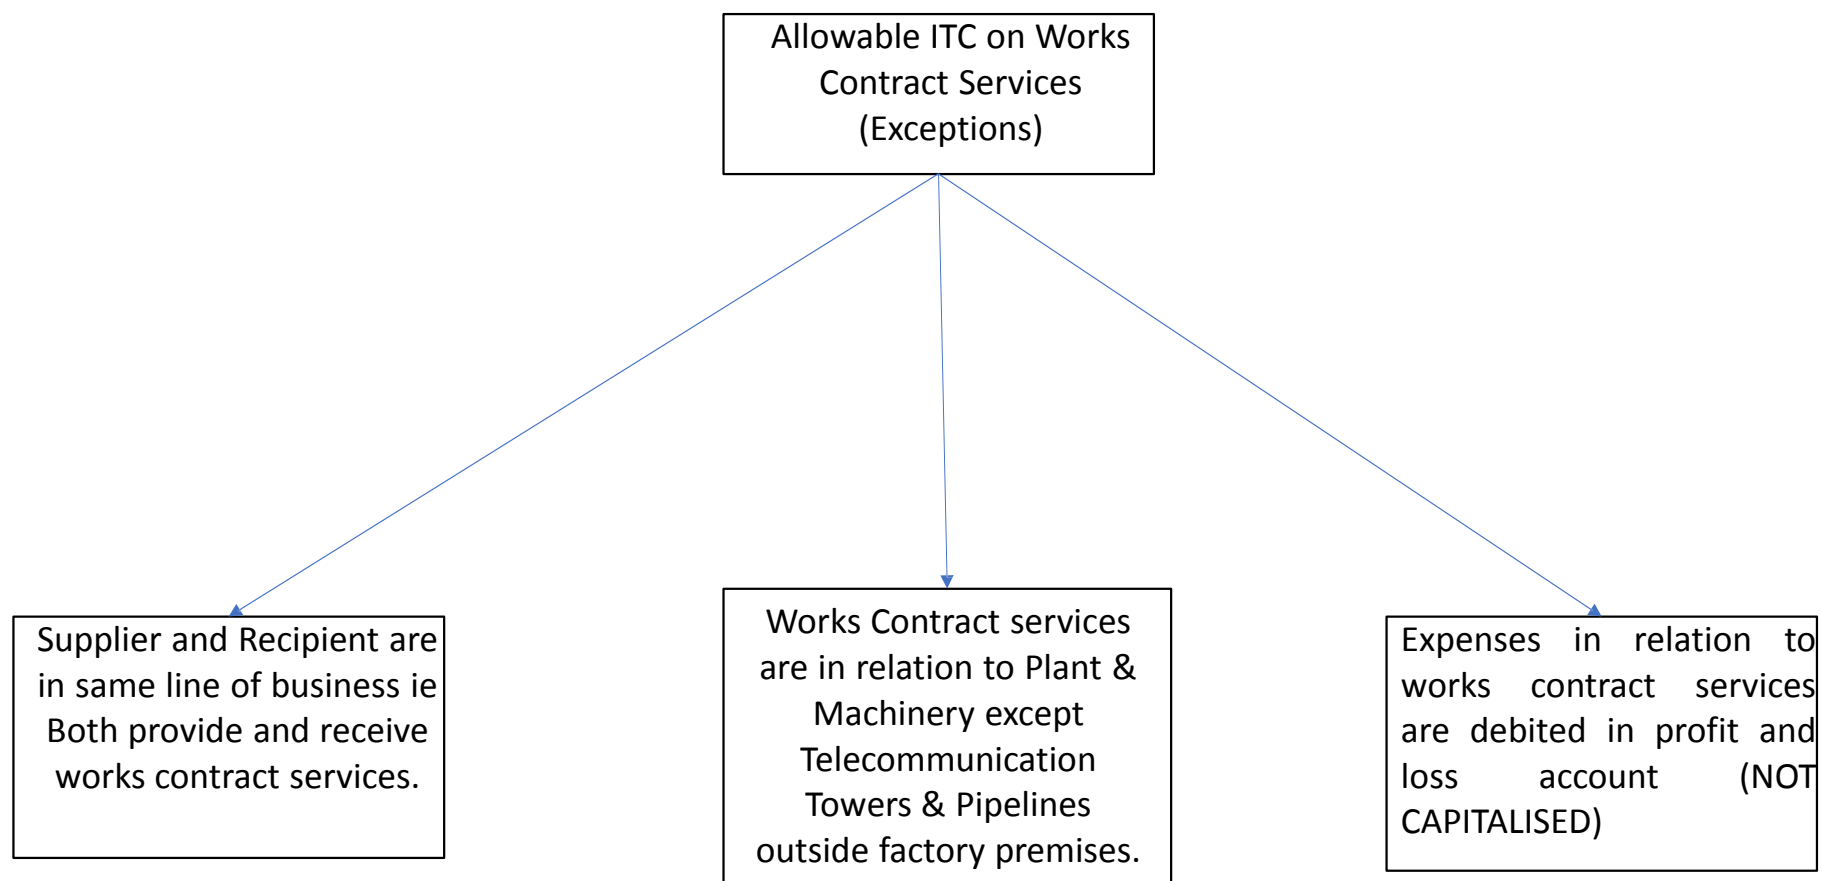 Allowable ITC on Works
Contract Services
(Exceptions)
Supplier and Recipient are
in same line of business ie
Both provide and receive
works contract services.
Works Contract services
are in relation to Plant &
Machinery except
Telecommunication
Towers & Pipelines
outside factory premises.
Expenses in relation to
works contract services
are debited in profit and
loss account (NOT
CAPITALISED)